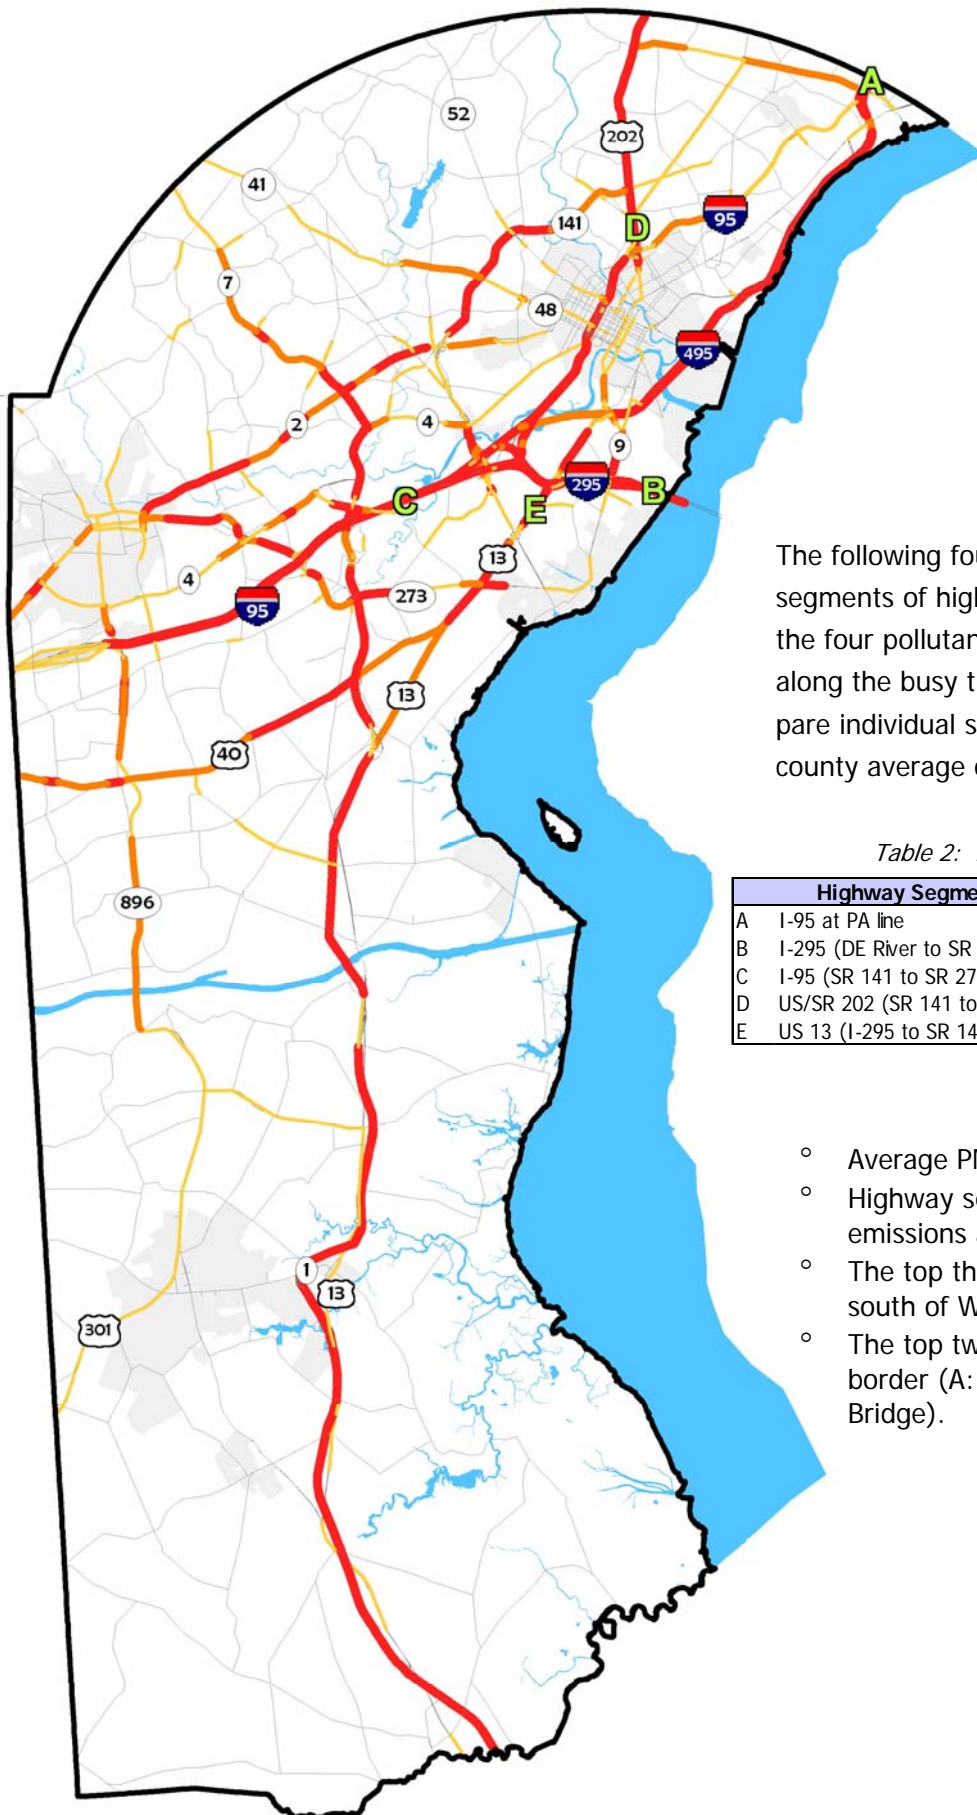 A
52
202
41
141
D
95
7
48
495
2
4
9
295
B
C
E
13
4
273
95
13
40
896
1
13
301
The following fou
segments of high
the four pollutan
along the busy t
pare individual s
county average
Table 2:
Highway Segme
A I-95 at PA line
B I-295 (DE River to SR
C I-95 (SR 141 to SR 27
D US/SR 202 (SR 141 to
E US 13 (I-295 to SR 14
° Average P
° Highway se
emissions
° The top th
south of W
° The top tw
border (A:
Bridge).